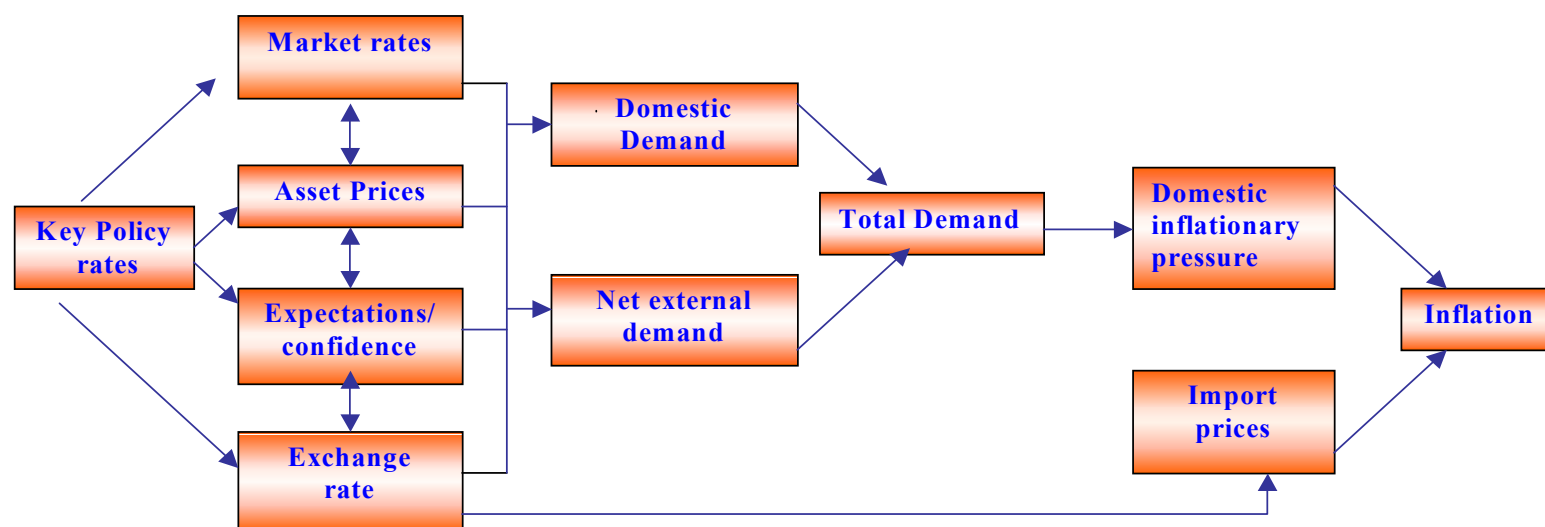 Market rates
Asset Prices
Key Policy
rates
Expectations/
confidence
Exchange
rate
Domestic
Demand
Net external
demand
Total Demand
Domestic
inflationary
pressure
Import
prices
Inflation